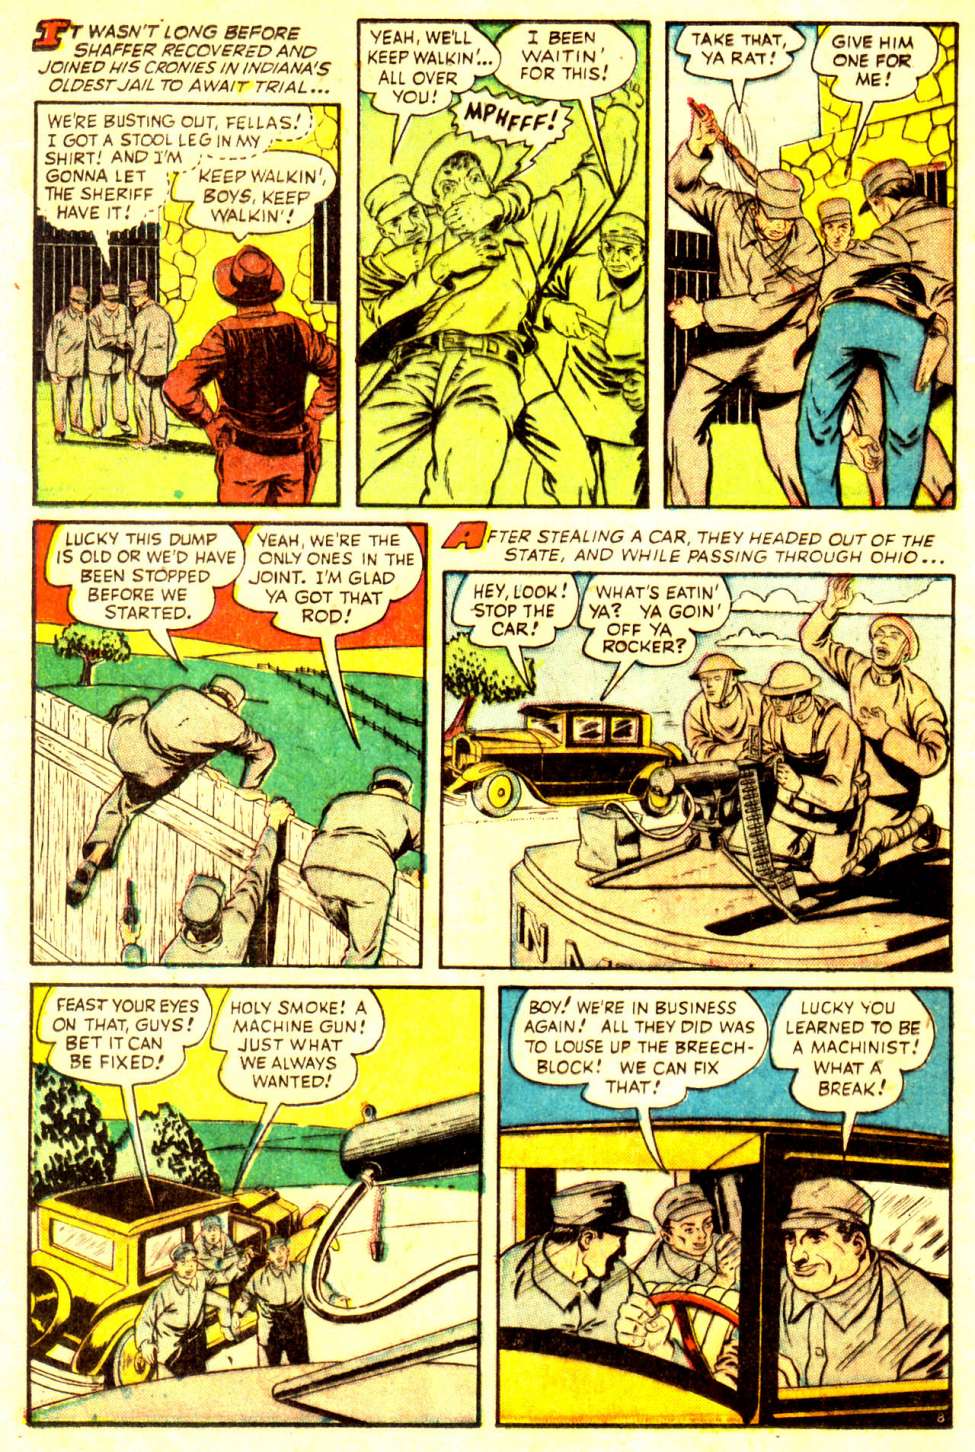 IT WASN'T LONG BEFORE
SHAFFER RECOVERED AND
JOINED HIS CRONIES IN INDIANA'S
OLDEST JAIL TO AWAIT TRIAL...
WE'RE BUSTING OUT, FELLAS!
I GOT A STOOL LEG IN MY
SHIRT! AND I'M
GONNA LET
THE SHERIFF
HAVE IT!
KEEP WALKIN',
BOYS, KEEP
WALKIN'!
YEAH, WE'LL
KEEP WALKIN'...
ALL OVER
YOU!
MPHFFF!
I BEEN
WAITIN'
FOR THIS!
TAKE THAT,
YA RAT!
GIVE HIM
ONE FOR
ME!
LUCKY THIS DUMP
IS OLD OR WE'D HAVE
BEEN STOPPED
BEFORE WE
STARTED.
YEAH, WE'RE THE
ONLY ONES IN THE
JOINT. I'M GLAD
YA GOT THAT
ROD!
AFTER STEALING A CAR, THEY HEADED OUT OF THE
STATE, AND WHILE PASSING THROUGH OHIO...
HEY, LOOK!
STOP THE
CAR!
WHAT'S EATIN'
YA? YA GOIN'
OFF YA
ROCKER?
IN A
FEAST YOUR EYES
ON THAT, GUYS!
BET IT CAN
BE FIXED!
HOLY SMOKE! A
MACHINE GUN!
JUST WHAT
WE ALWAYS
WANTED!
BOY! WE'RE IN BUSINESS
AGAIN! ALL THEY DID WAS
TO LOUSE UP THE BREECH-
BLOCK! WE CAN FIX
THAT!
LUCKY YOU
LEARNED TO BE
A MACHINIST!
WHAT A
BREAK!
8